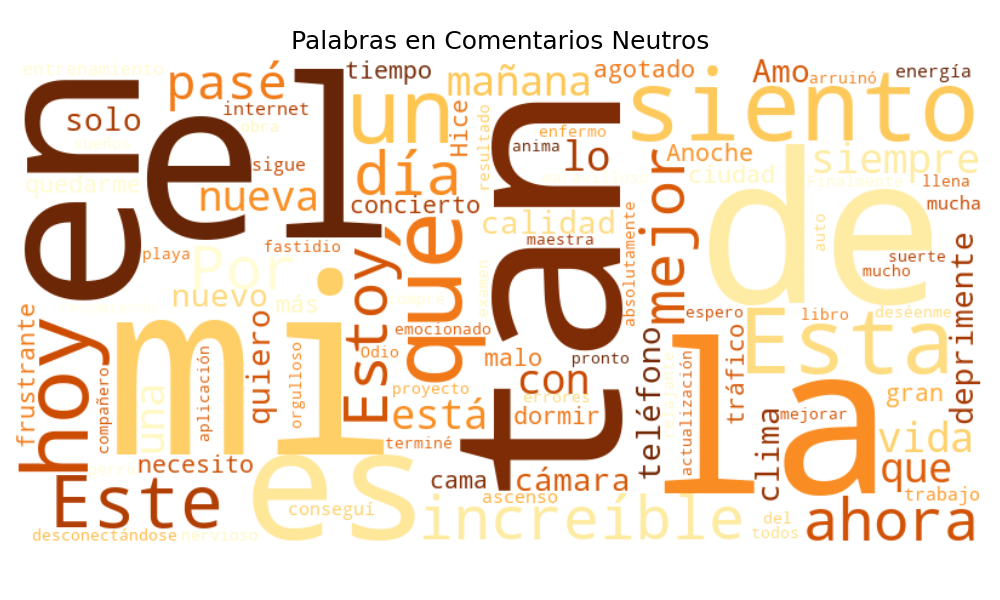 Palabras en Comentarios Neutros
entrenamiento
pasé
el
tiempo
mañana
agotado
Amo
arruinó
energía
en
solo
internet
obra
sueños
un
Hice
resultado
enfermo
anima
siento
quedarme
nueva
sigue
día
lo
tan
Anoche
ciudad
siempre
Finalmente
llena
mucha
concierto
calidad
mejor
de
playa
Por
fastidio
Estoy
qué
maestra
absolutamente
auto
suerte
mucho
hoy
nuevo
más
examen
espero
libro
deséenme
deprimente
frustrante
mi
emocionado
Odio
malo
pronto
Esta
compañero
una
aplicación
quiero
orgulloso
proyecto
con
teléfono
la
tráfico
gran
está
errores
dormir
actualización
clima
mejorar
vida
necesito
terminé
cama
cámara
que
Este
es
conseguí
ascenso
increíble
del
todos
trabajo
ahora
desconectándose
nervioso